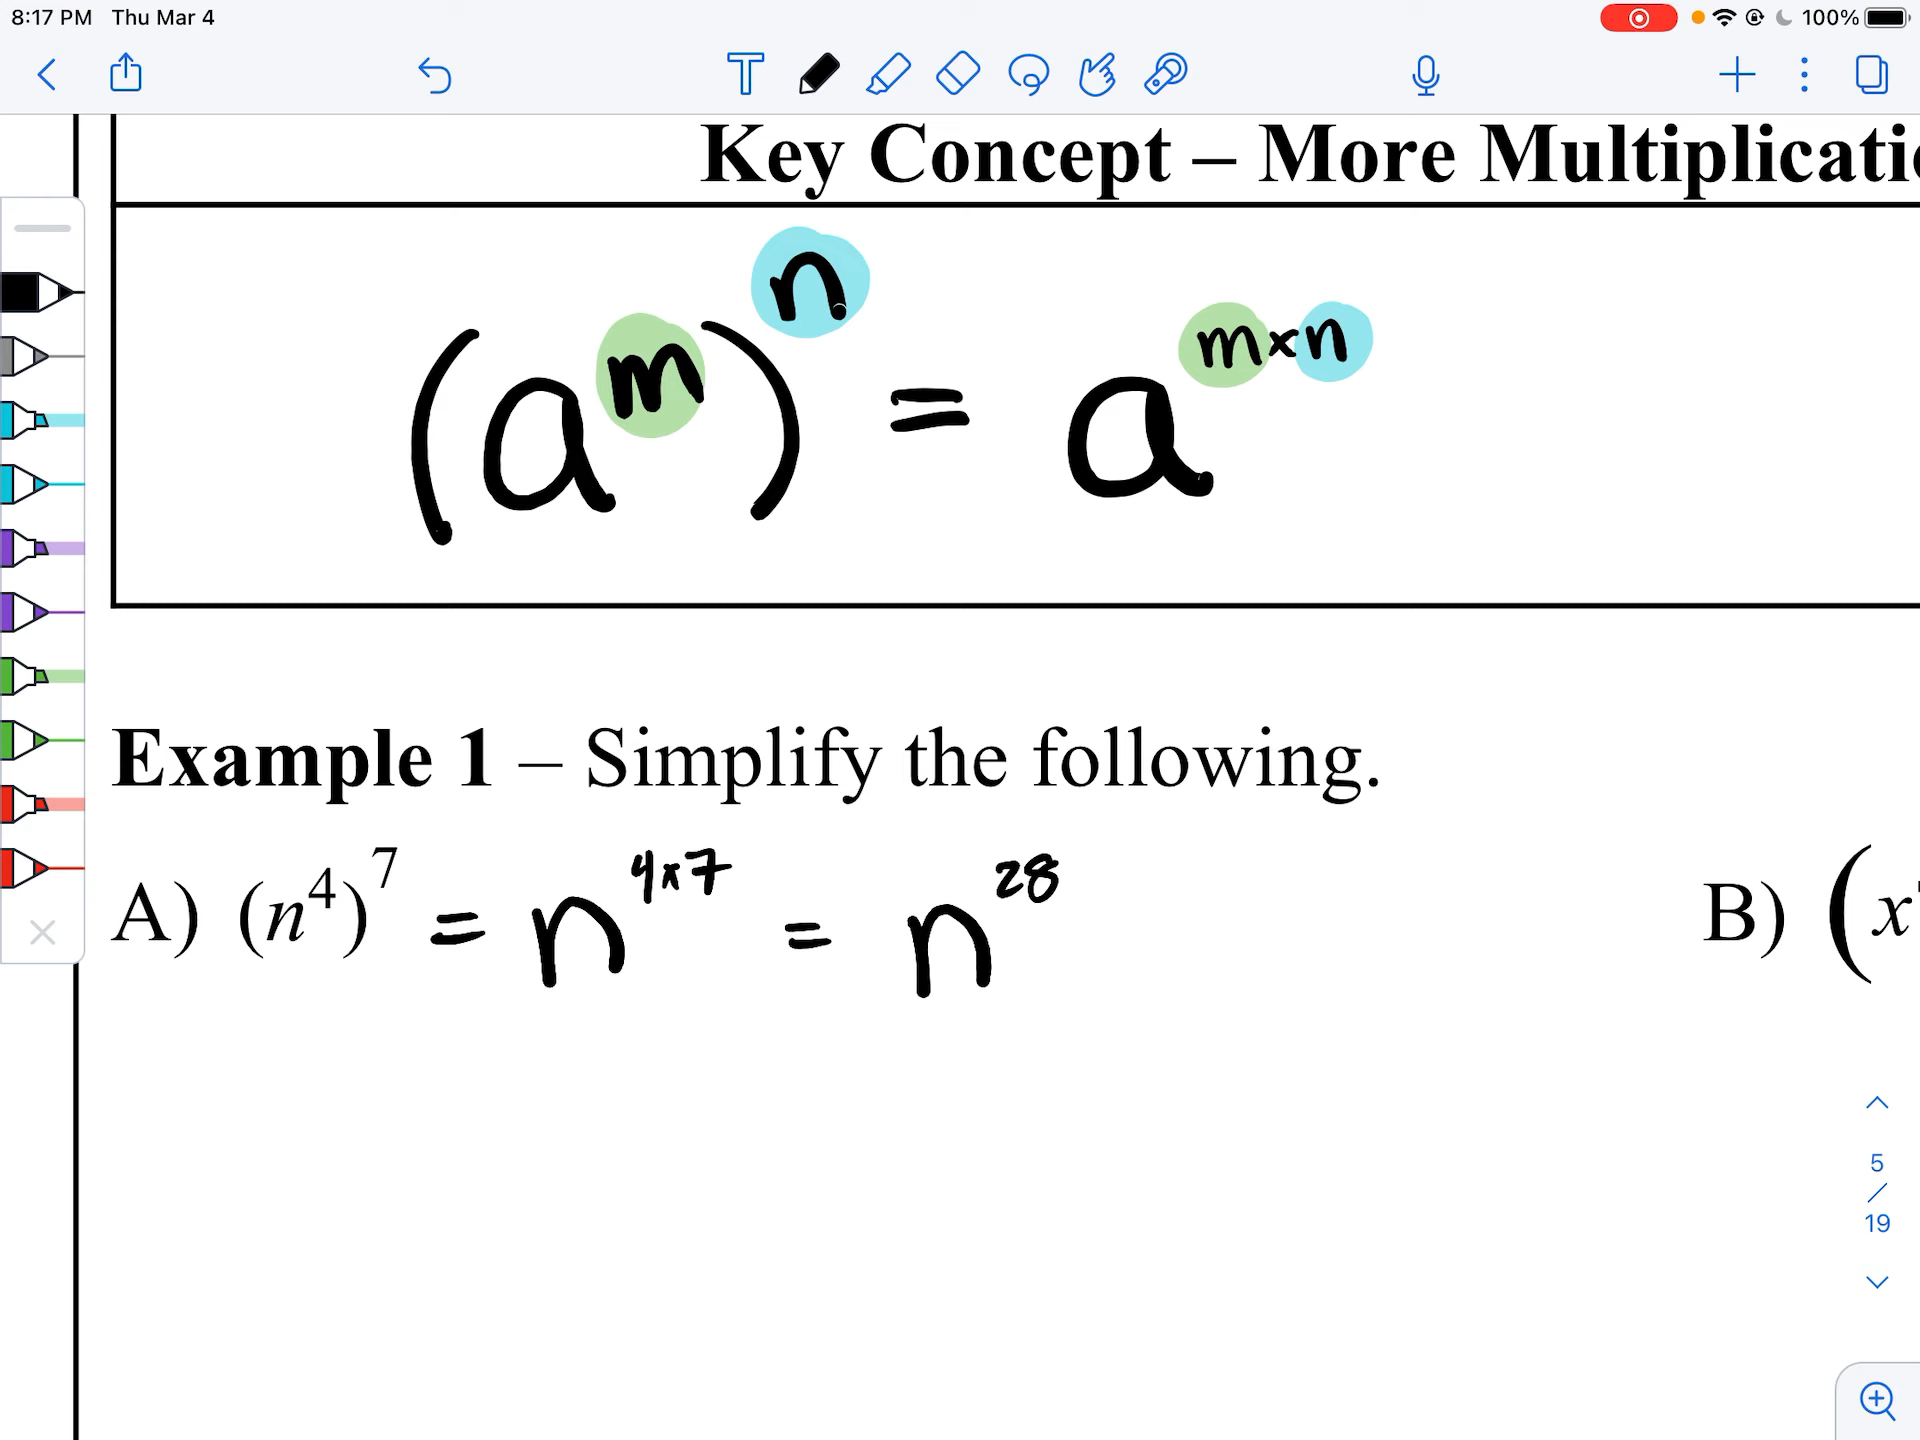 8:17 PM Thu Mar 4 100%
T
Key Concept – More Multiplicati
(a^m)^n = a^{m×n}
Example 1 – Simplify the following.
A) (n^4)^7 = n^{4×7} = n^{28} B) (x
5
/
19